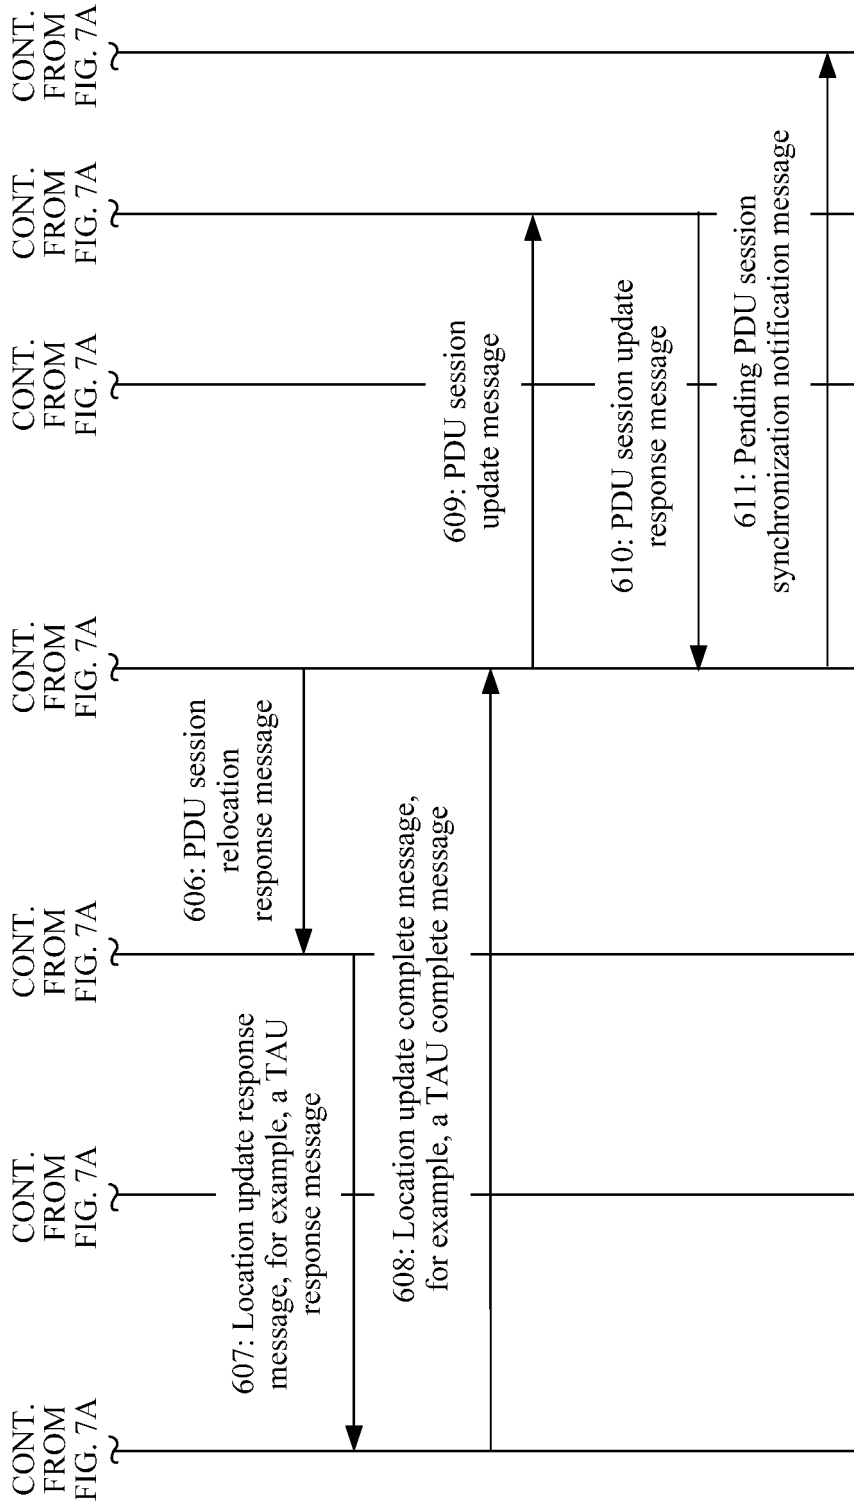 CONT.
FROM
FIG. 7A
CONT.
FROM
FIG. 7A
CONT.
FROM
FIG. 7A
CONT.
FROM
FIG. 7A
CONT.
FROM
FIG. 7A
CONT.
FROM
FIG. 7A
CONT.
FROM
FIG. 7A
606: PDU session
relocation
response message
607: Location update response
message, for example, a TAU
response message
608: Location update complete message,
for example, a TAU complete message
609: PDU session
update message
610: PDU session update
response message
611: Pending PDU session
synchronization notification message